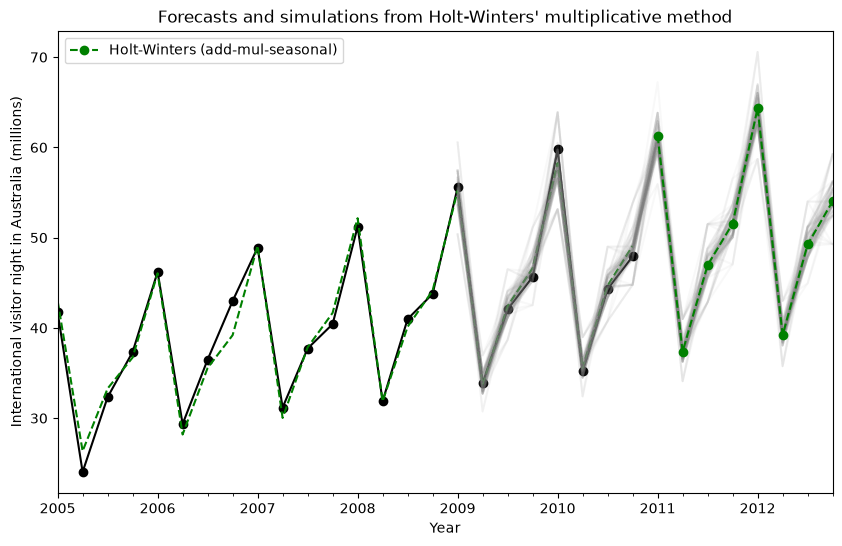 Forecasts and simulations from Holt-Winters' multiplicative method
Holt-Winters (add-mul-seasonal)
International visitor night in Australia (millions)
70
60
50
40
30
2005 2006 2007 2008 2009 2010 2011 2012
Year